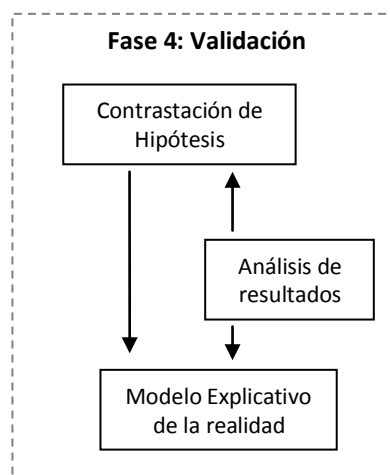 Fase 4: Validación
Contrastación de
Hipótesis
Análisis de
resultados
Modelo Explicativo
de la realidad